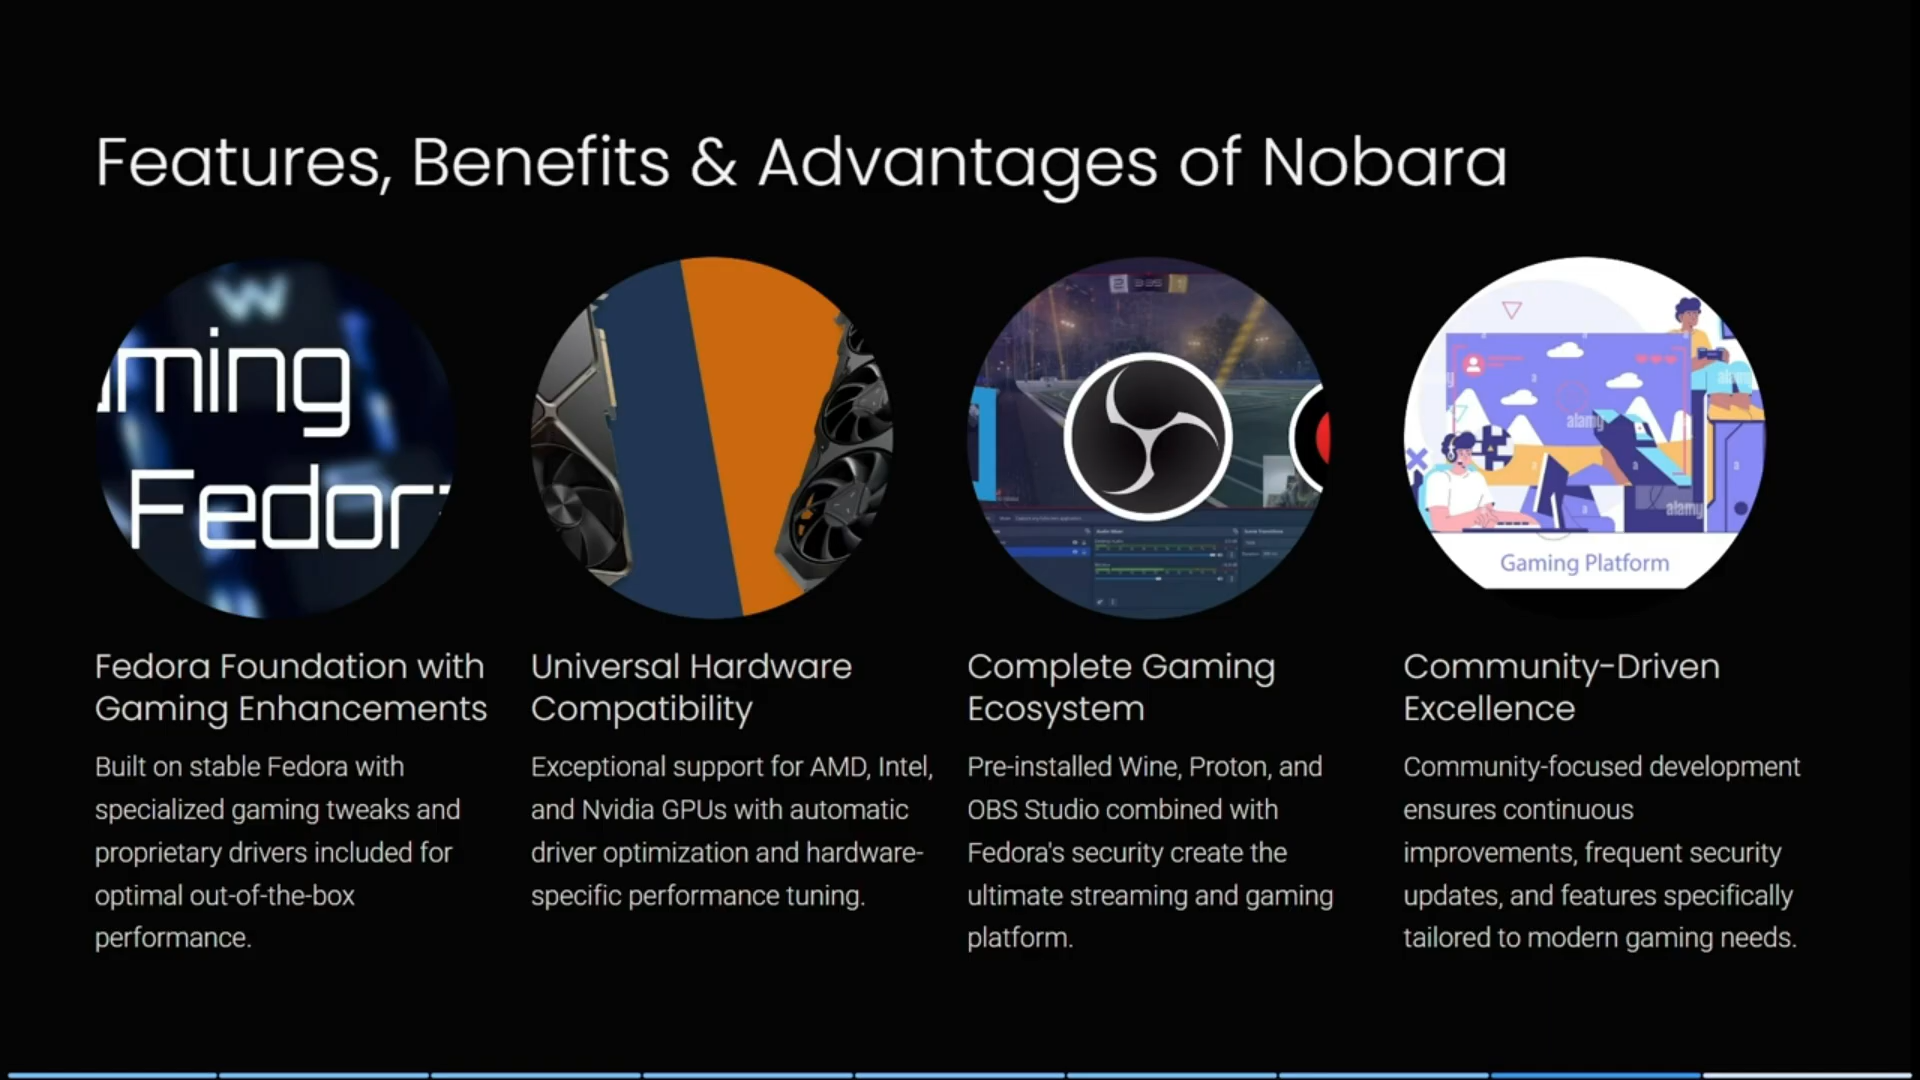 Features, Benefits & Advantages of Nobara
W
ming
Fedor
alamy
alamy
alamy
Gaming Platform
Fedora Foundation with
Gaming Enhancements
Built on stable Fedora with
specialized gaming tweaks and
proprietary drivers included for
optimal out-of-the-box
performance.
Universal Hardware
Compatibility
Exceptional support for AMD, Intel,
and Nvidia GPUs with automatic
driver optimization and hardware-
specific performance tuning.
Complete Gaming
Ecosystem
Pre-installed Wine, Proton, and
OBS Studio combined with
Fedora's security create the
ultimate streaming and gaming
platform.
Community-Driven
Excellence
Community-focused development
ensures continuous
improvements, frequent security
updates, and features specifically
tailored to modern gaming needs.